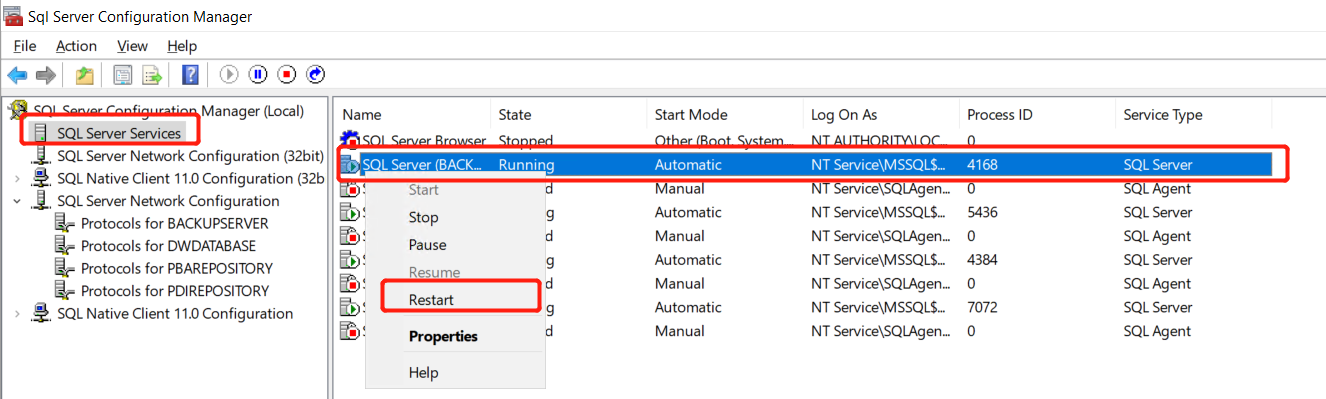 Sql Server Configuration Manager
File Action View Help
SQL Server Configuration Manager (Local)
SQL Server Services
SQL Server Network Configuration (32bit)
SQL Native Client 11.0 Configuration (32b
SQL Server Network Configuration
Protocols for BACKUPSERVER
Protocols for DWDATABASE
Protocols for PBAREPOSITORY
Protocols for PDIREPOSITORY
SQL Native Client 11.0 Configuration
Name State Start Mode Log On As Process ID Service Type
SQL Server Browser Stopped Other (Boot, System... NT AUTHORITY\LOC... 0
SQL Server (BACK... Running Automatic NT Service\MSSQL$... 4168 SQL Server
Manual NT Service\SQLAgen... 0 SQL Agent
Automatic NT Service\MSSQL$... 5436 SQL Server
Manual NT Service\SQLAgen... 0 SQL Agent
Automatic NT Service\MSSQL$... 4384 SQL Server
Manual NT Service\SQLAgen... 0 SQL Agent
Automatic NT Service\MSSQL$... 7072 SQL Server
Manual NT Service\SQLAgen... 0 SQL Agent
Start
Stop
Pause
Resume
Restart
Properties
Help